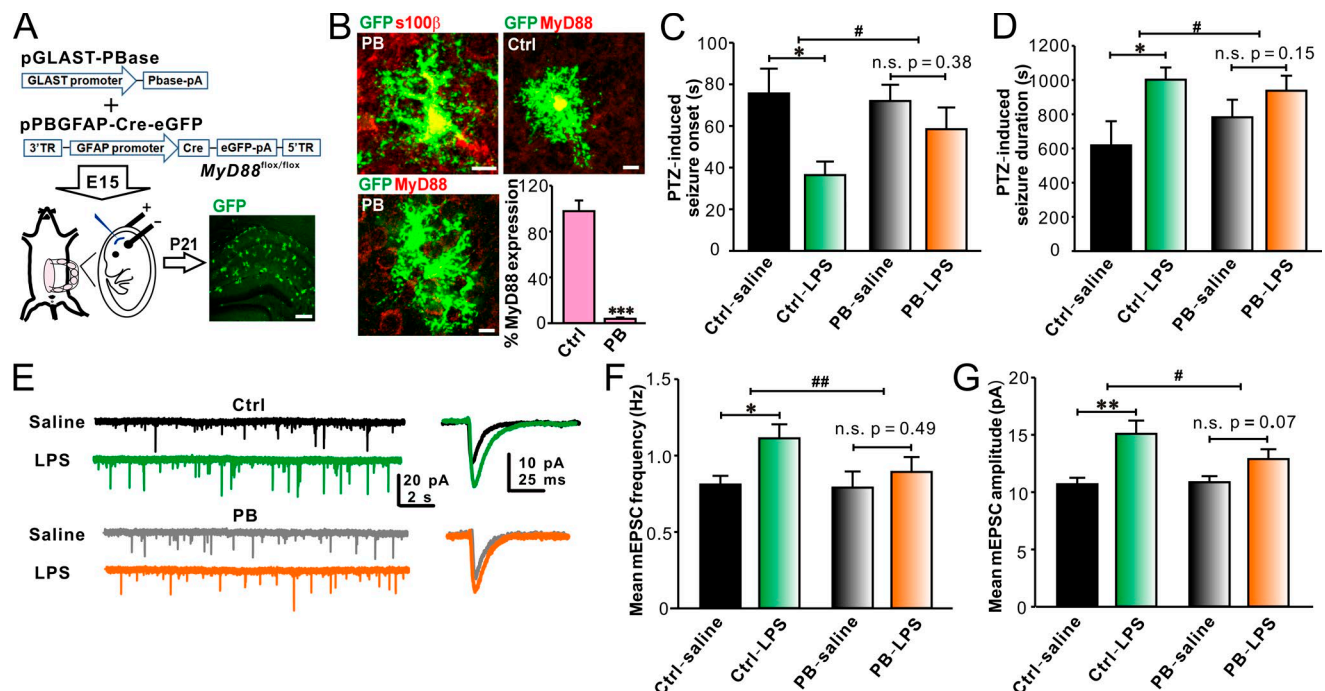 A
pGLAST-PBase
GLAST promoter
Pbase-pA
+
pPBGFAP-Cre-eGFP
3'TR
GFAP promoter
Cre
eGFP-pA
5'TR
MyD88flox/flox
E15
+
−
P21
GFP
B
GFP s100β
PB
GFP MyD88
Ctrl
GFP MyD88
PB
% MyD88 expression
120
80
40
0
***
Ctrl
PB
C
PTZ-induced
seizure onset (s)
100
80
60
40
20
0
#
*
n.s. p = 0.38
Ctrl-saline
Ctrl-LPS
PB-saline
PB-LPS
D
PTZ-induced
seizure duration (s)
1200
1000
800
600
400
200
0
#
*
n.s. p = 0.15
Ctrl-saline
Ctrl-LPS
PB-saline
PB-LPS
E
Ctrl
Saline
LPS
20 pA
2 s
10 pA
25 ms
PB
Saline
LPS
F
Mean mEPSC frequency (Hz)
1.5
1.0
0.5
0
##
*
n.s. p = 0.49
Ctrl-saline
Ctrl-LPS
PB-saline
PB-LPS
G
Mean mEPSC amplitude (pA)
20
15
10
5
0
#
**
n.s. p = 0.07
Ctrl-saline
Ctrl-LPS
PB-saline
PB-LPS